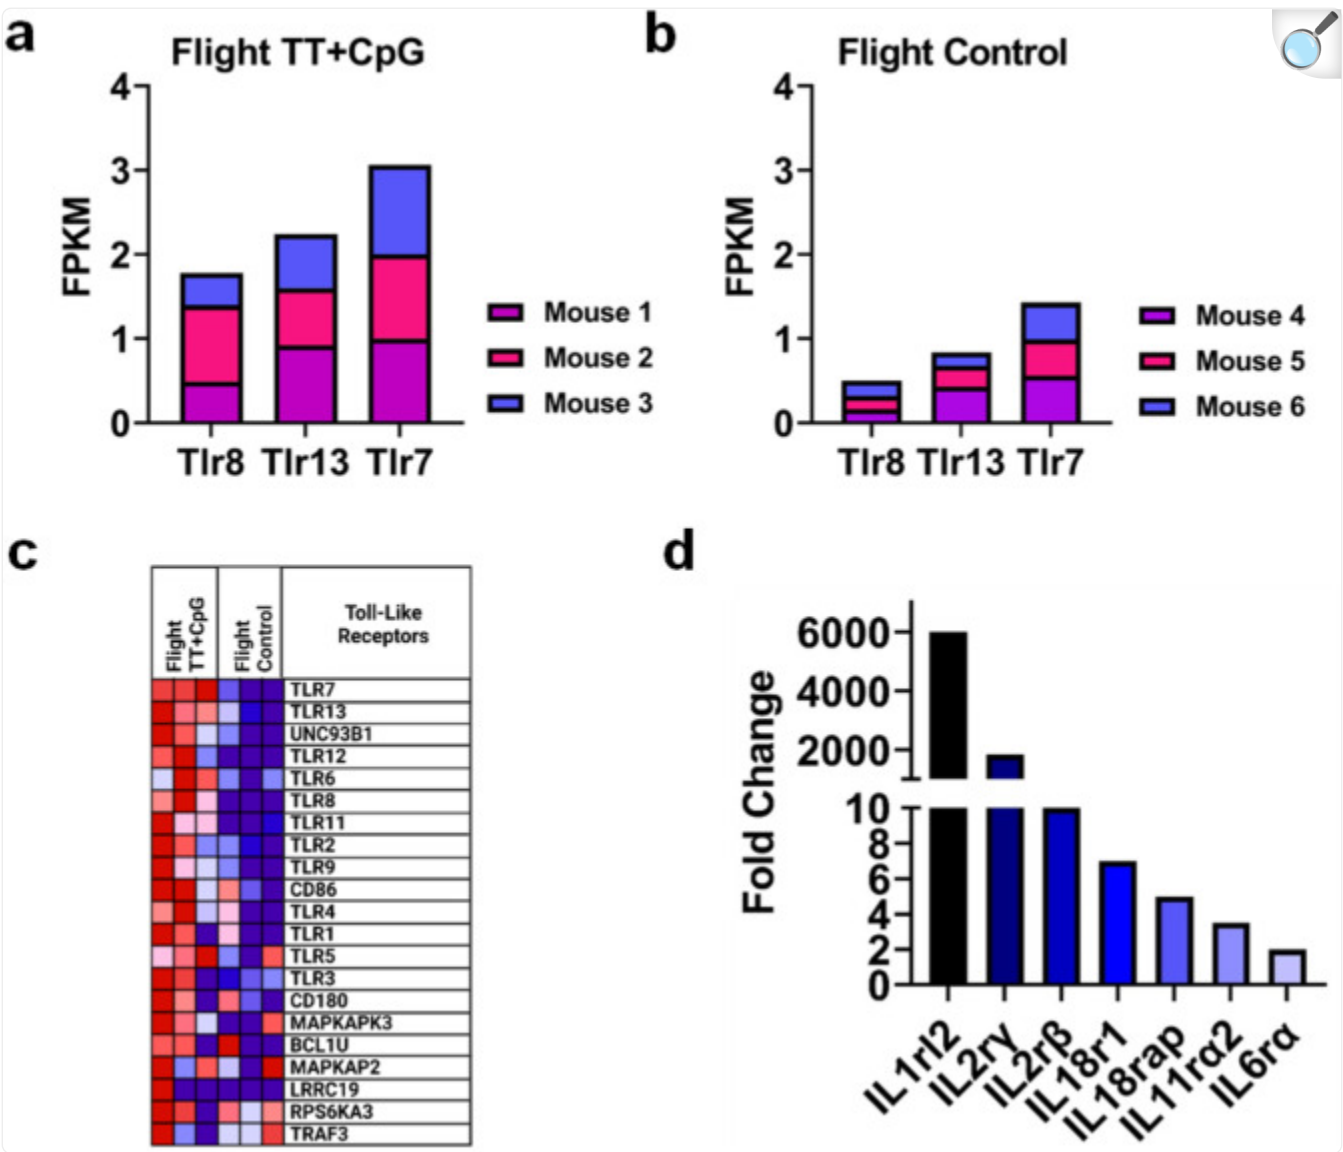 a
Flight TT+CpG
FPKM
4
3
2
1
0
Tlr8 Tlr13 Tlr7
Mouse 1
Mouse 2
Mouse 3
b
Flight Control
FPKM
4
3
2
1
0
Tlr8 Tlr13 Tlr7
Mouse 4
Mouse 5
Mouse 6
c
Flight
TT+CpG
Flight
Control
Toll-Like
Receptors
TLR7
TLR13
UNC93B1
TLR12
TLR6
TLR8
TLR11
TLR2
TLR9
CD86
TLR4
TLR1
TLR5
TLR3
CD180
MAPKAPK3
BCL1U
MAPKAP2
LRRC19
RPS6KA3
TRAF3
d
Fold Change
6000
4000
2000
10
8
6
4
2
0
IL1rl2
IL2rγ
IL2rβ
IL18r1
IL18rap
IL11rα2
IL6rα